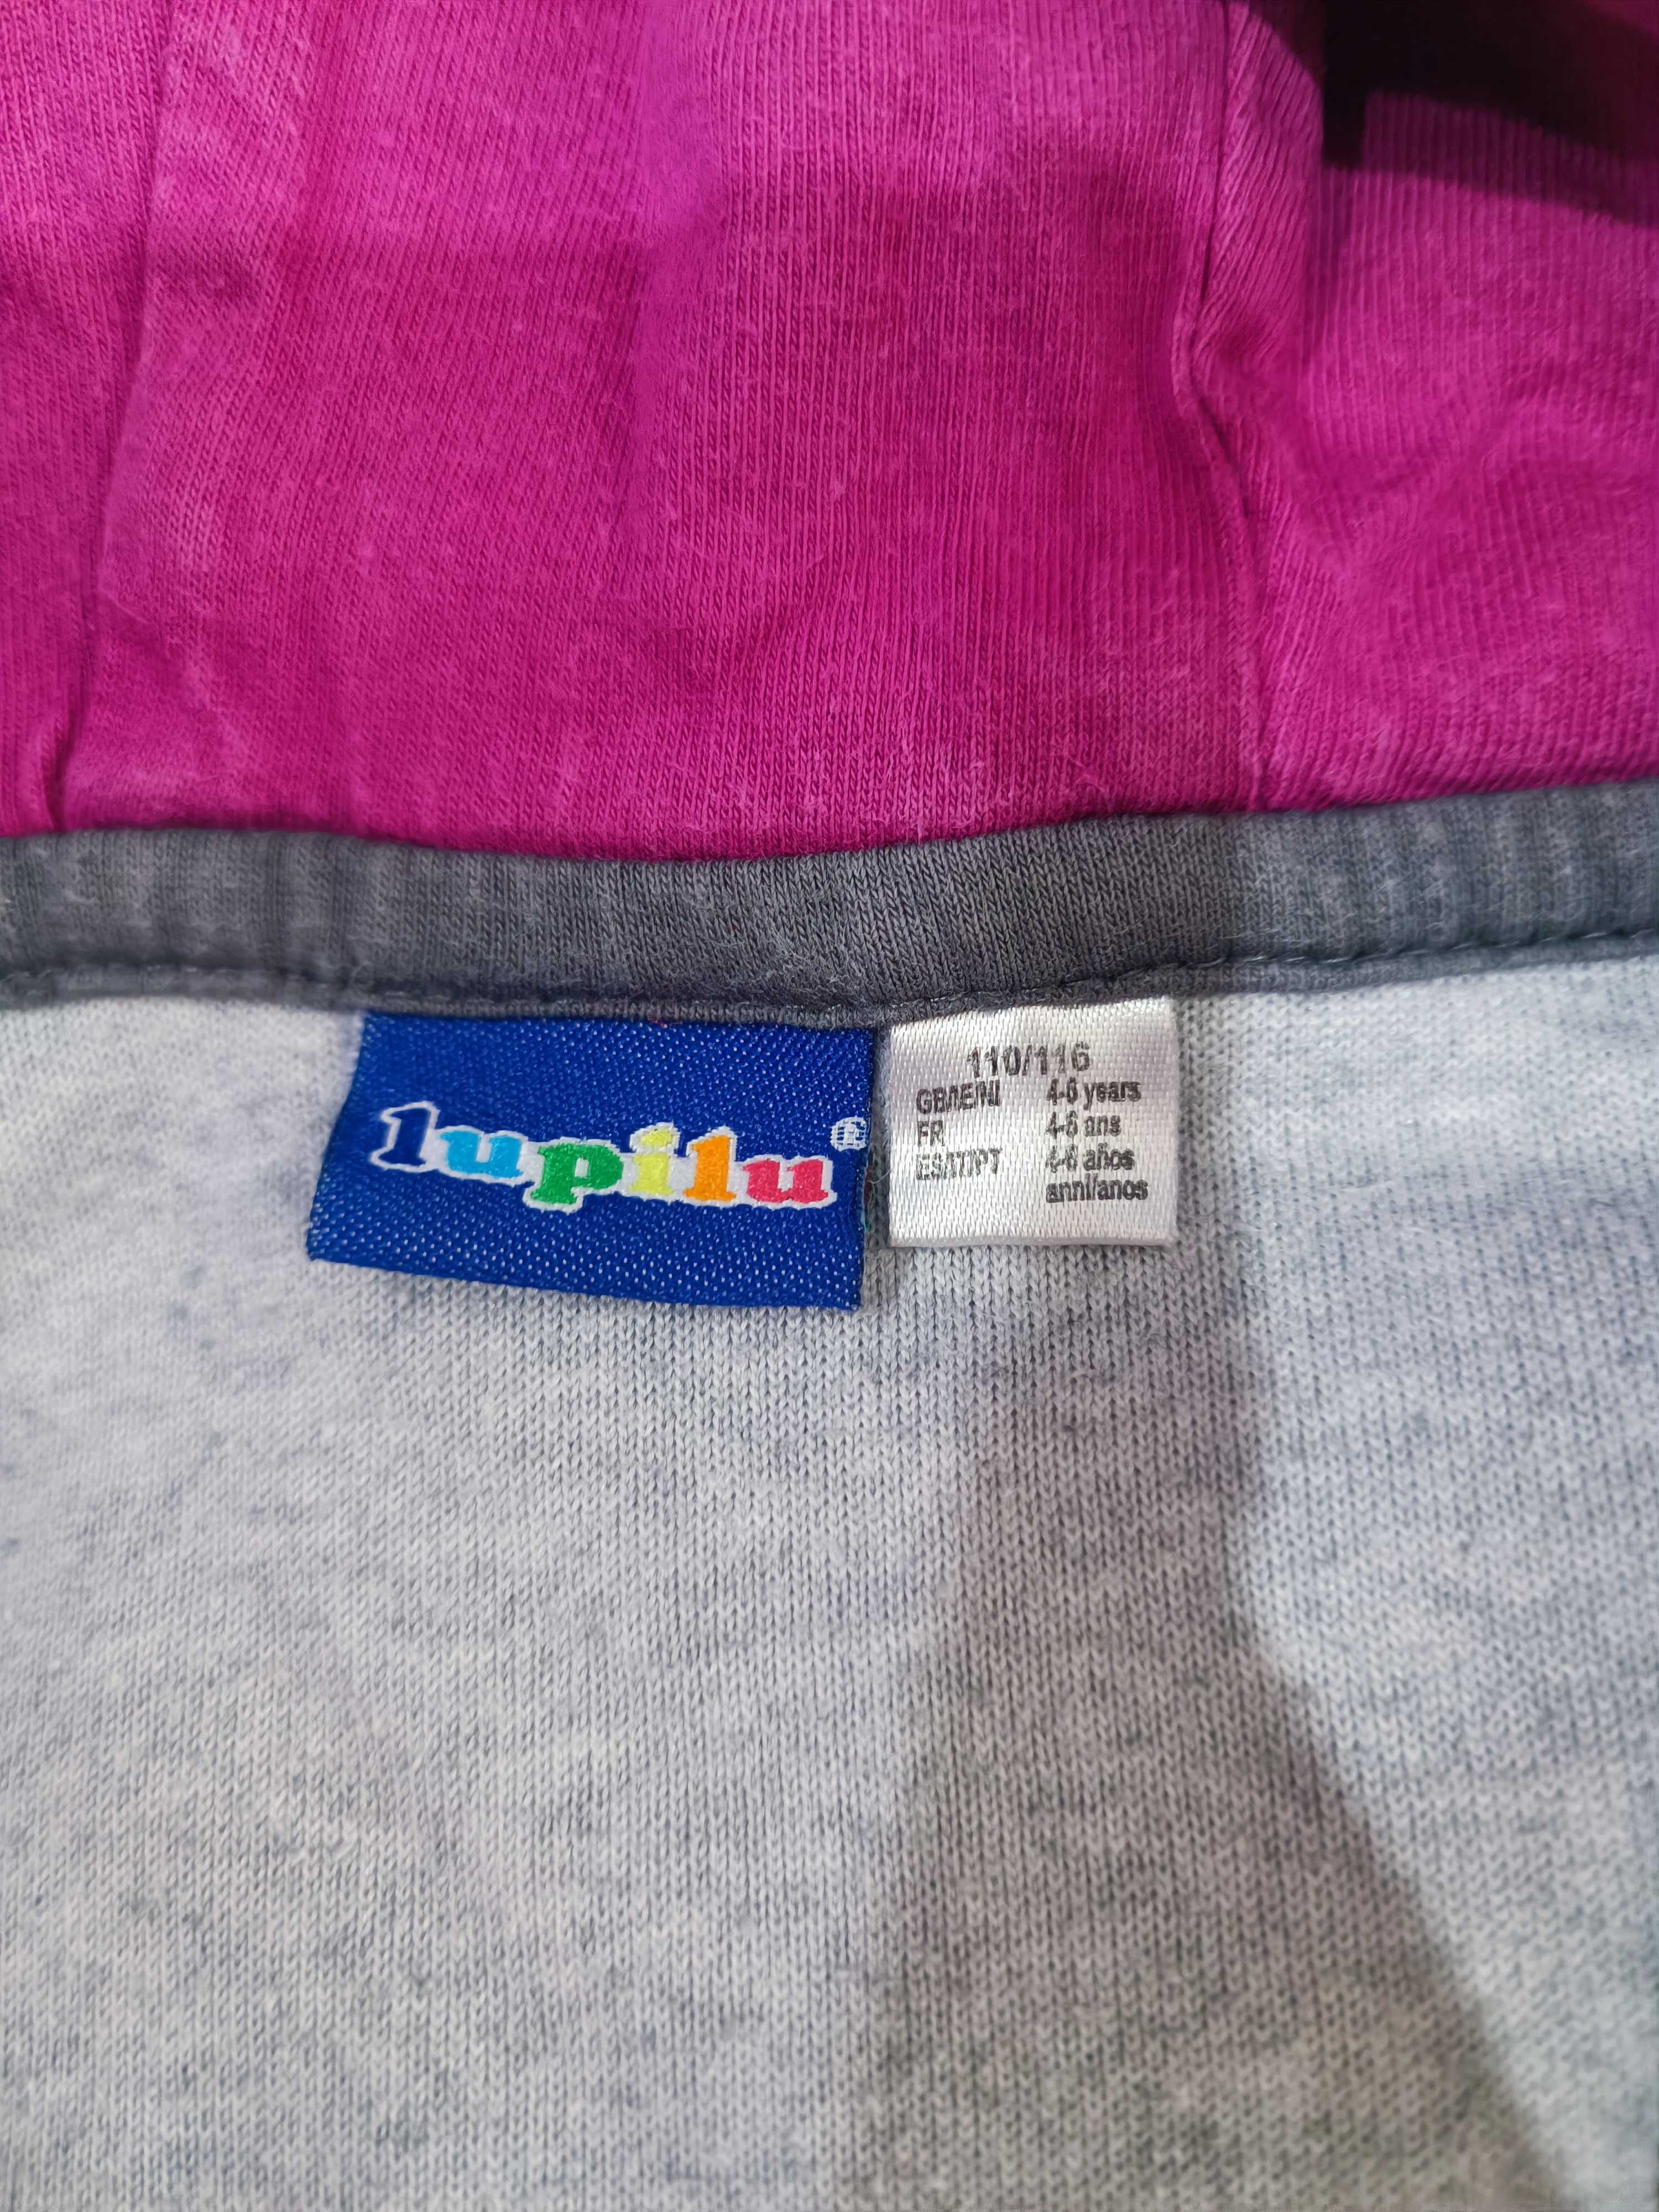 lupilu®
110/116
GB/IE/NI 4-6 years
FR 4-6 ans
ES/IT/PT 4-6 años
anni/anos